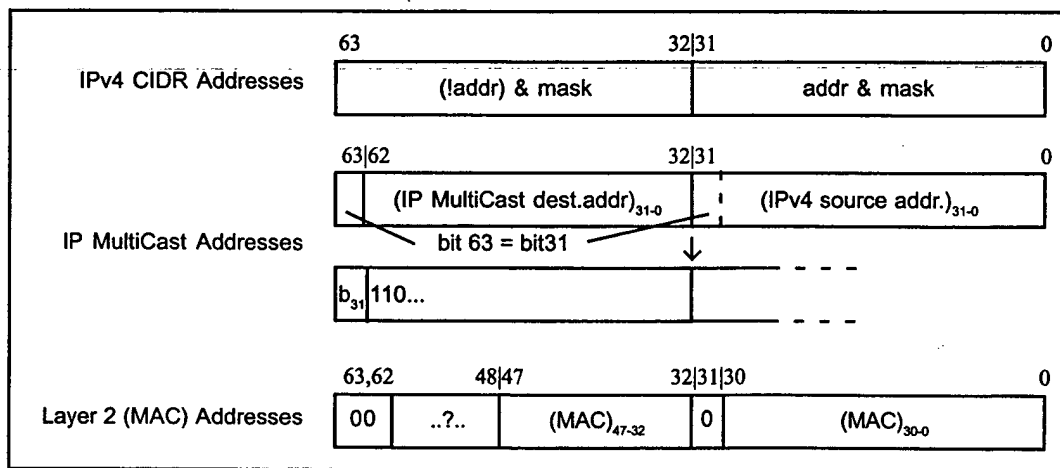 63 32|31 0
IPv4 CIDR Addresses (!addr) & mask addr & mask
63|62 32|31 0
(IP MultiCast dest.addr)31-0 (IPv4 source addr.)31-0
IP MultiCast Addresses bit 63 = bit31
b31 110...
63,62 48|47 32|31|30 0
Layer 2 (MAC) Addresses 00 ..?.. (MAC)47-32 0 (MAC)30-0